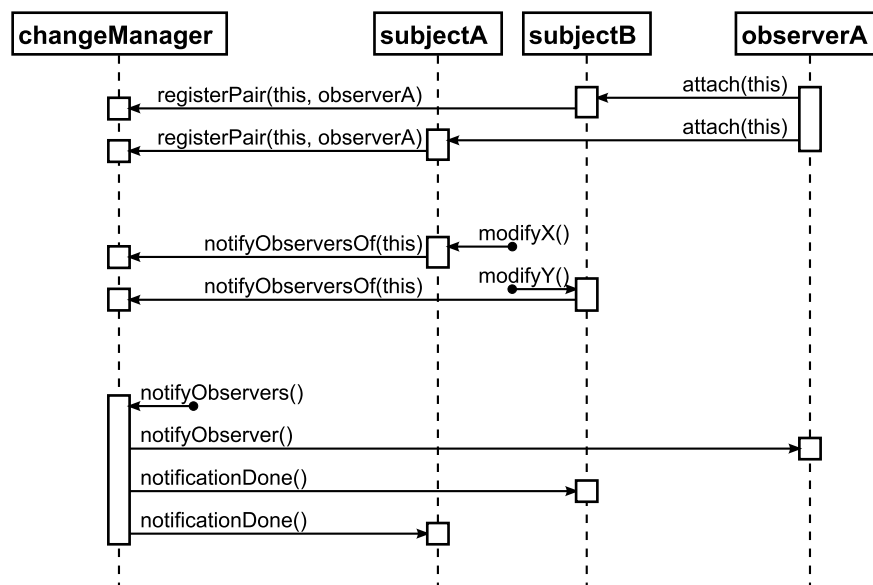 changeManager
subjectA
subjectB
observerA
attach(this)
registerPair(this, observerA)
attach(this)
registerPair(this, observerA)
modifyX()
notifyObserversOf(this)
modifyY()
notifyObserversOf(this)
notifyObservers()
notifyObserver()
notificationDone()
notificationDone()